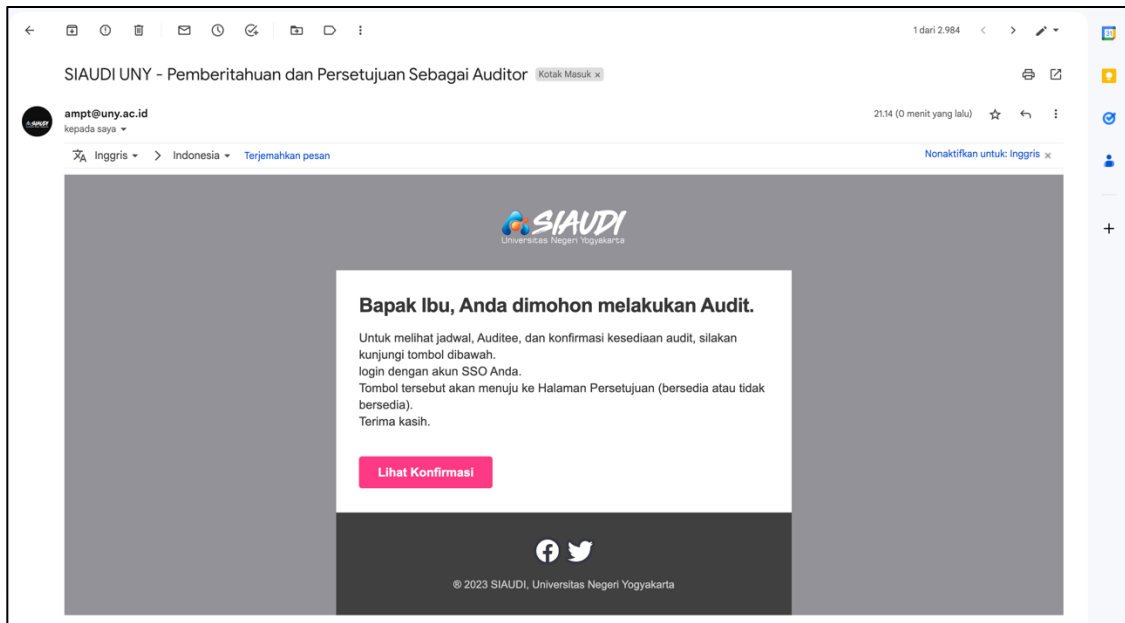 1 dari 2.984
SIAUDI UNY - Pemberitahuan dan Persetujuan Sebagai Auditor Kotak Masuk x
ampt@uny.ac.id
21.14 (0 menit yang lalu)
kepada saya
Inggris > Indonesia Terjemahkan pesan
Nonaktifkan untuk: Inggris x
SIAUDI
Universitas Negeri Yogyakarta
Bapak Ibu, Anda dimohon melakukan Audit.
Untuk melihat jadwal, Auditee, dan konfirmasi kesediaan audit, silakan
kunjungi tombol dibawah.
login dengan akun SSO Anda.
Tombol tersebut akan menuju ke Halaman Persetujuan (bersedia atau tidak
bersedia).
Terima kasih.
Lihat Konfirmasi
® 2023 SIAUDI, Universitas Negeri Yogyakarta
31